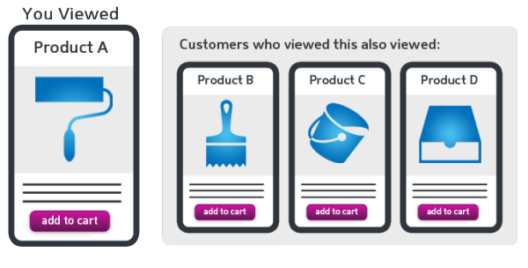 You Viewed
Product A
add to cart
Customers who viewed this also viewed:
Product B
Product C
Product D
add to cart
add to cart
add to cart